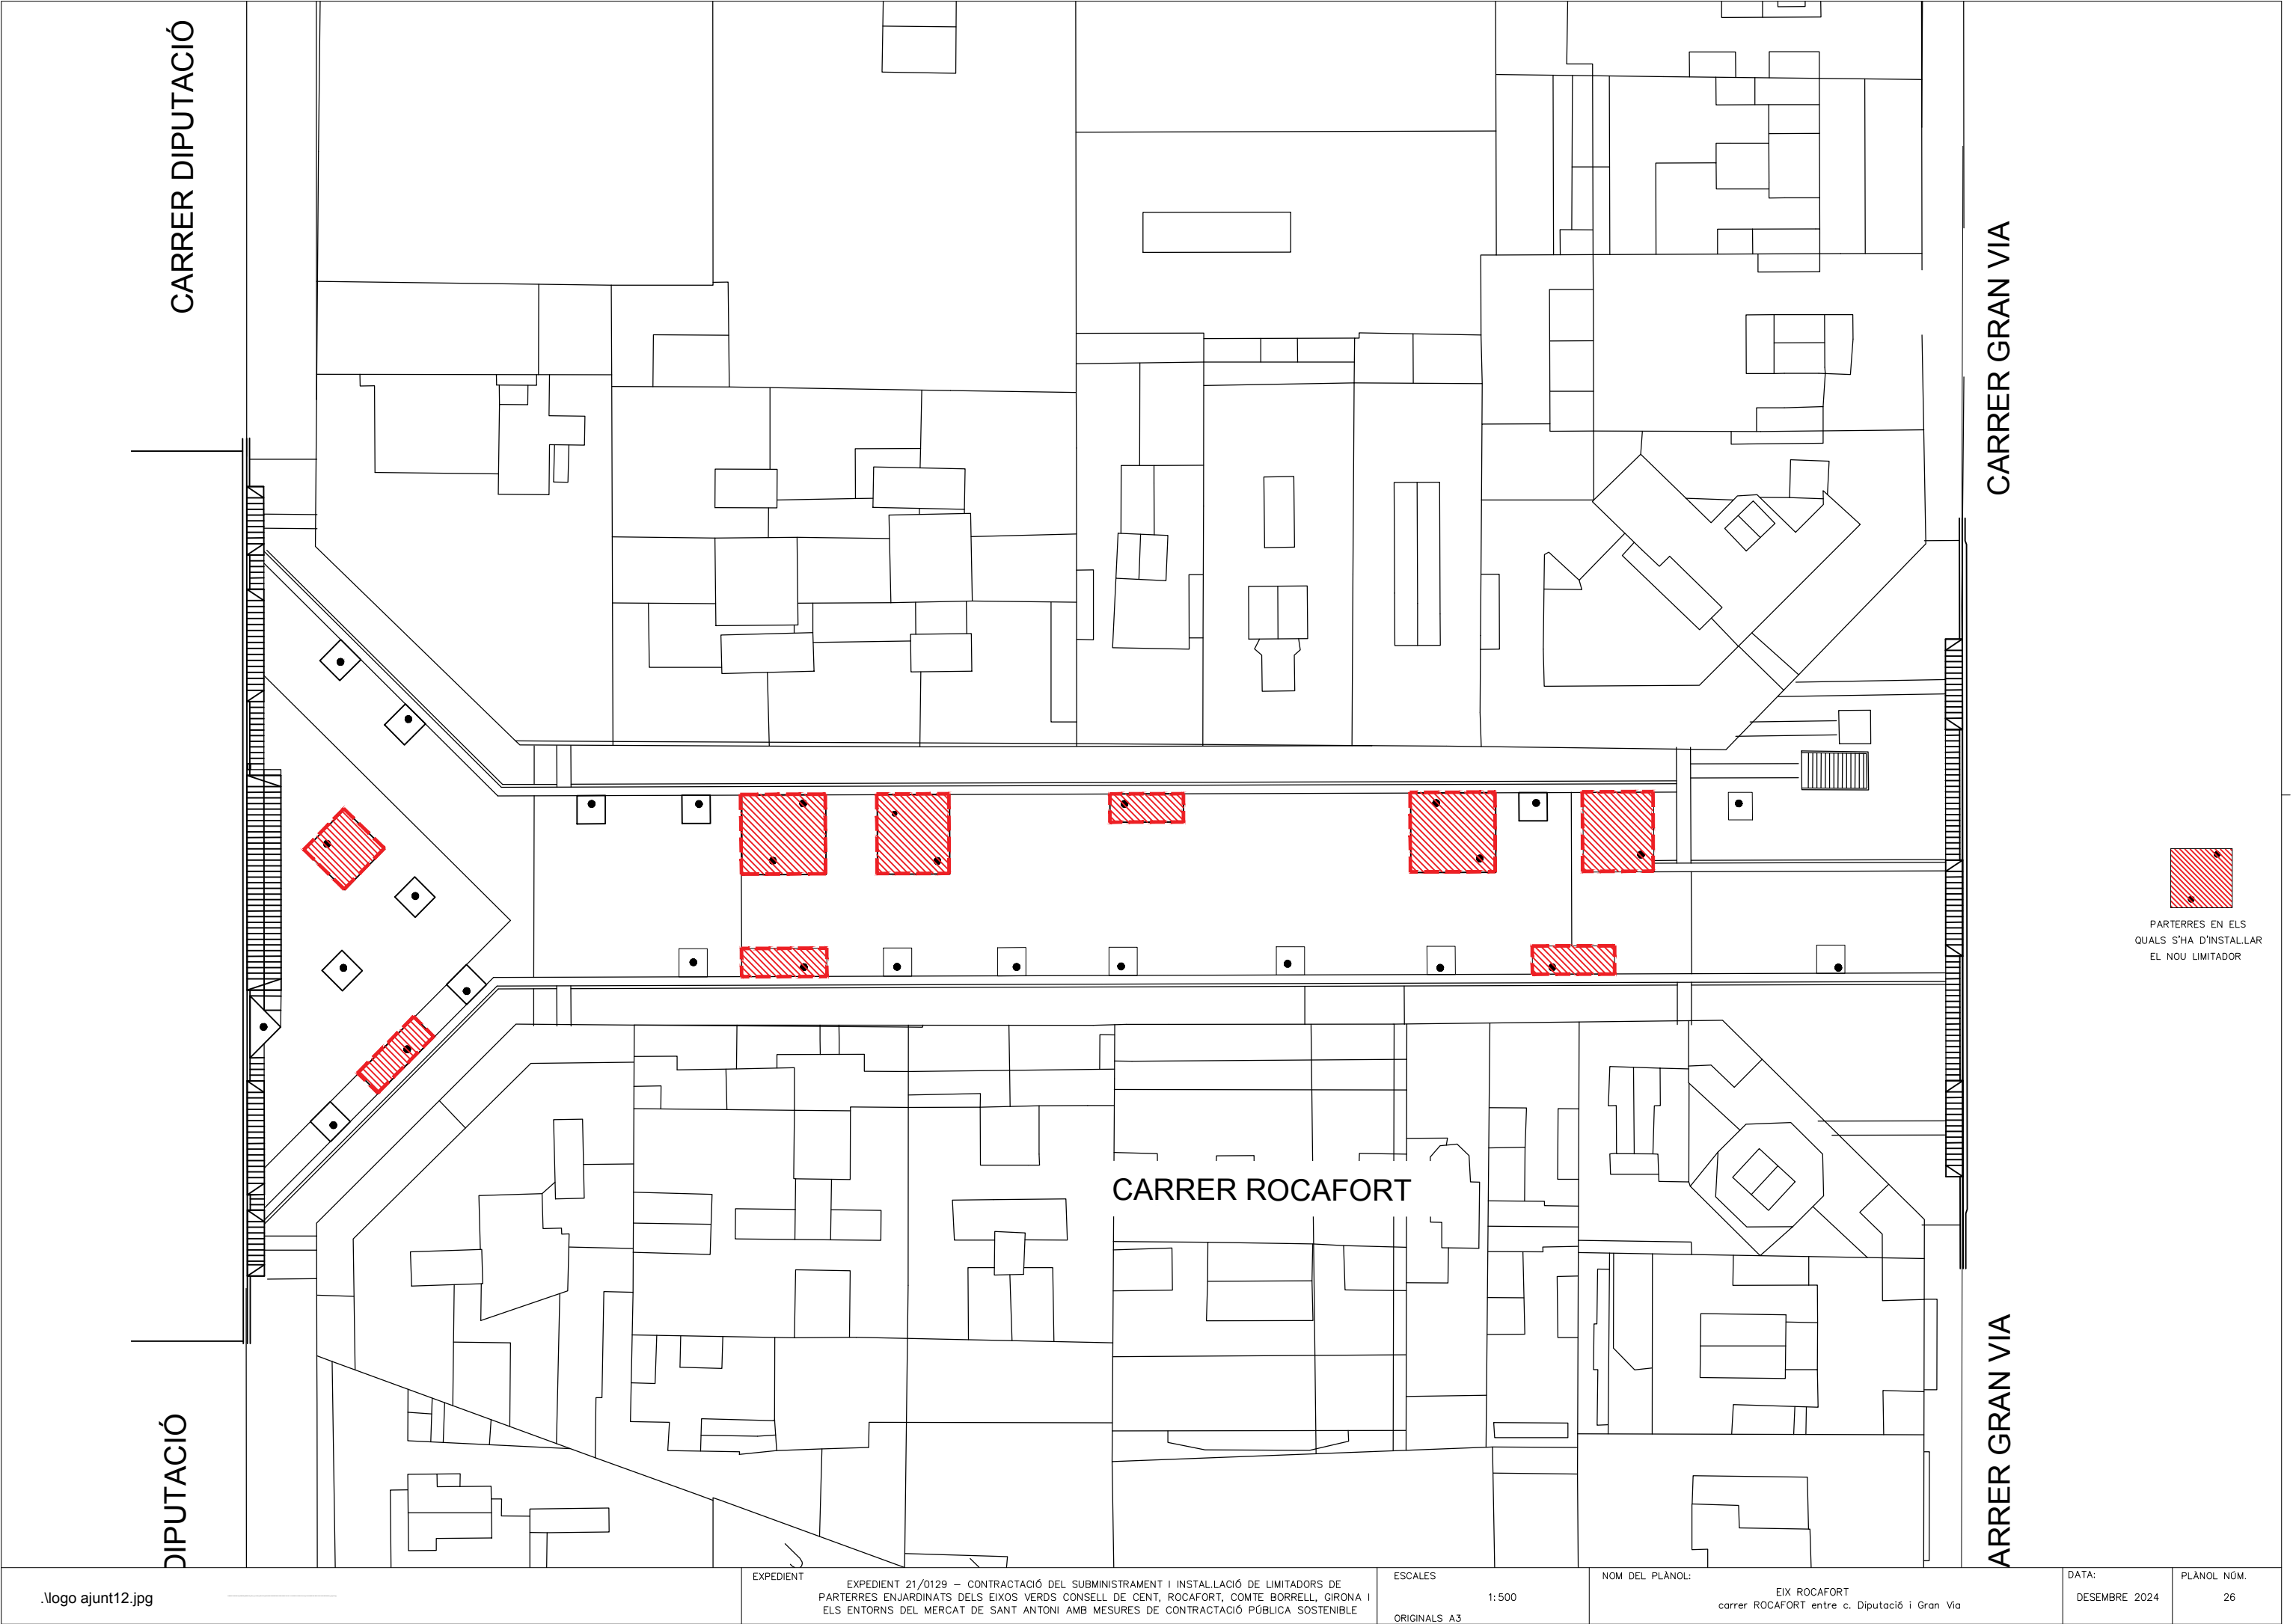 CARRER DIPUTACIÓ
CARRER GRAN VIA
PARTERRES EN ELS
QUALS S'HA D'INSTAL.LAR
EL NOU LIMITADOR
CARRER ROCAFORT
DIPUTACIÓ
ARRER GRAN VIA
.\logo ajunt12.jpg
EXPEDIENT
EXPEDIENT 21/0129 – CONTRACTACIÓ DEL SUBMINISTRAMENT I INSTAL.LACIÓ DE LIMITADORS DE
PARTERRES ENJARDINATS DELS EIXOS VERDS CONSELL DE CENT, ROCAFORT, COMTE BORRELL, GIRONA I
ELS ENTORNS DEL MERCAT DE SANT ANTONI AMB MESURES DE CONTRACTACIÓ PÚBLICA SOSTENIBLE
ESCALES
1:500
ORIGINALS A3
NOM DEL PLÀNOL:
EIX ROCAFORT
carrer ROCAFORT entre c. Diputació i Gran Via
DATA:
DESEMBRE 2024
PLÀNOL NÚM.
26